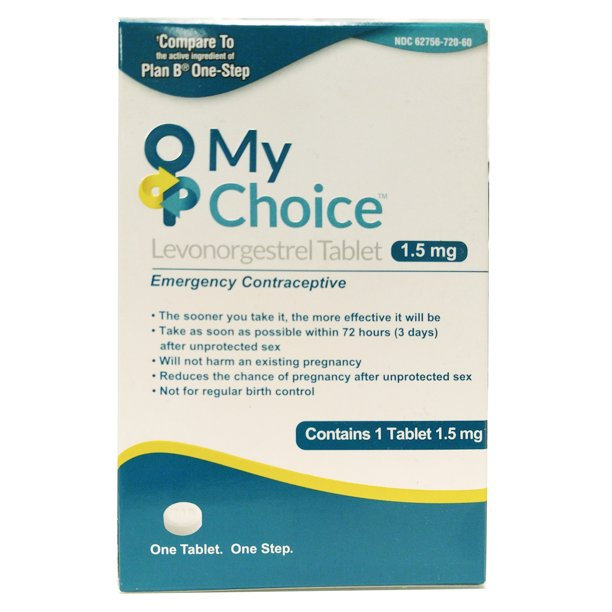 †Compare To
the active ingredient of
Plan B® One-Step
NDC 62756-720-60
My
Choice™
Levonorgestrel Tablet 1.5 mg
Emergency Contraceptive
• The sooner you take it, the more effective it will be
• Take as soon as possible within 72 hours (3 days)
after unprotected sex
• Will not harm an existing pregnancy
• Reduces the chance of pregnancy after unprotected sex
• Not for regular birth control
Contains 1 Tablet 1.5 mg
One Tablet. One Step.